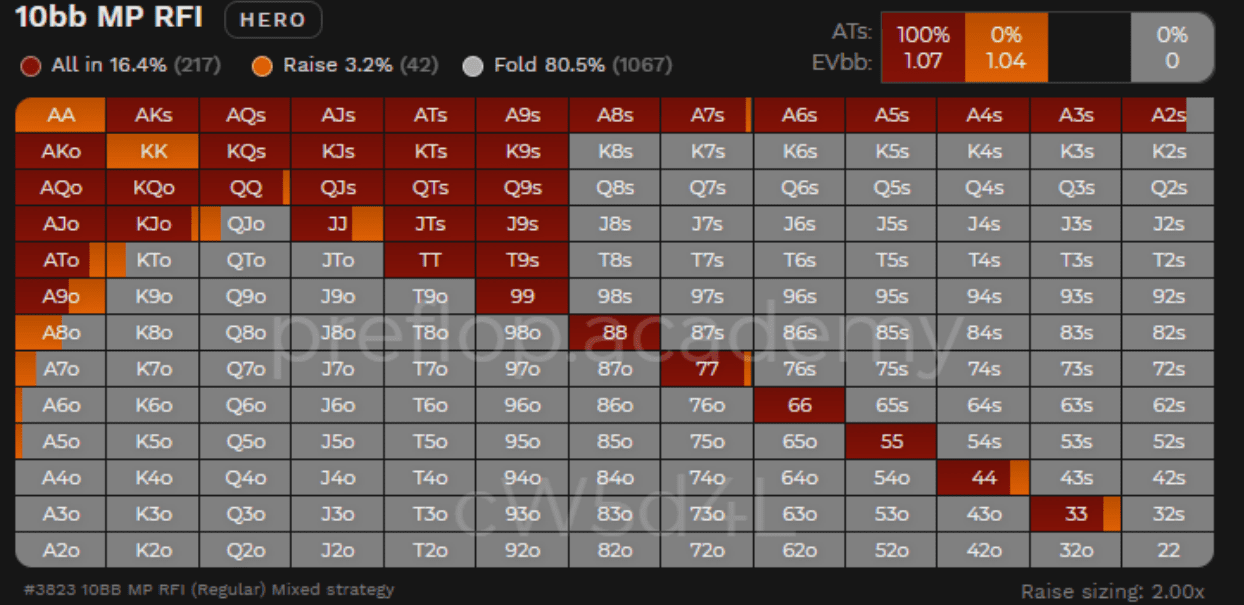 10bb MP RFI HERO
ATs: 100% 0% 0%
All in 16.4% (217) Raise 3.2% (42) Fold 80.5% (1067)
EVbb: 1.07 1.04 0
AA AKs AQs AJs ATs A9s A8s A7s A6s A5s A4s A3s A2s
AKo KK KQs KJs KTs K9s K8s K7s K6s K5s K4s K3s K2s
AQo KQo QQ QJs QTs Q9s Q8s Q7s Q6s Q5s Q4s Q3s Q2s
AJo KJo QJo JJ JTs J9s J8s J7s J6s J5s J4s J3s J2s
ATo KTo QTo JTo TT T9s T8s T7s T6s T5s T4s T3s T2s
A9o K9o Q9o J9o T9o 99 98s 97s 96s 95s 94s 93s 92s
A8o K8o Q8o J8o T8o 98o 88 87s 86s 85s 84s 83s 82s
preflop.academy
A7o K7o Q7o J7o T7o 97o 87o 77 76s 75s 74s 73s 72s
A6o K6o Q6o J6o T6o 96o 86o 76o 66 65s 64s 63s 62s
A5o K5o Q5o J5o T5o 95o 85o 75o 65o 55 54s 53s 52s
A4o K4o Q4o J4o T4o 94o 84o 74o 64o 54o 44 43s 42s
A3o K3o Q3o J3o T3o 93o 83o 73o 63o 53o 43o 33 32s
cW5d4L
A2o K2o Q2o J2o T2o 92o 82o 72o 62o 52o 42o 32o 22
#3823 10BB MP RFI (Regular) Mixed strategy
Raise sizing: 2.00x